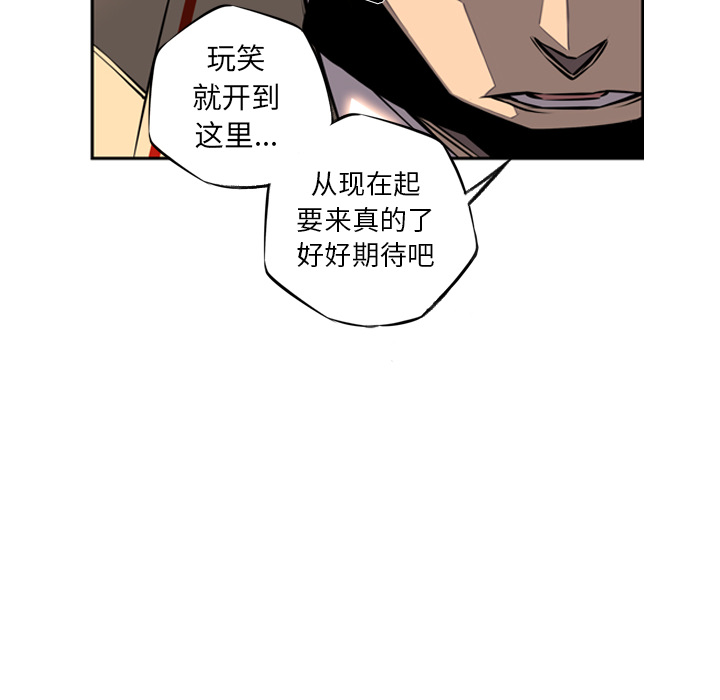 玩笑
就开到
这里...
从现在起
要来真的了
好好期待吧